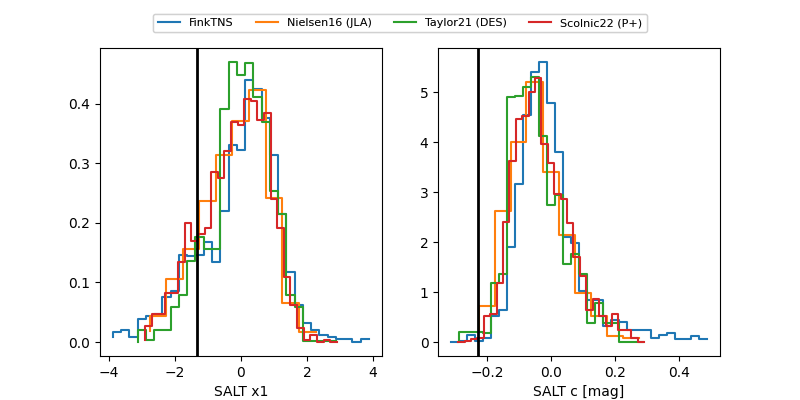 FinkTNS Nielsen16 (JLA) Taylor21 (DES) Scolnic22 (P+)
0.4
0.3
0.2
0.1
0.0
−4 −2 0 2 4
SALT x1
5
4
3
2
1
0
−0.2 0.0 0.2 0.4
SALT c [mag]